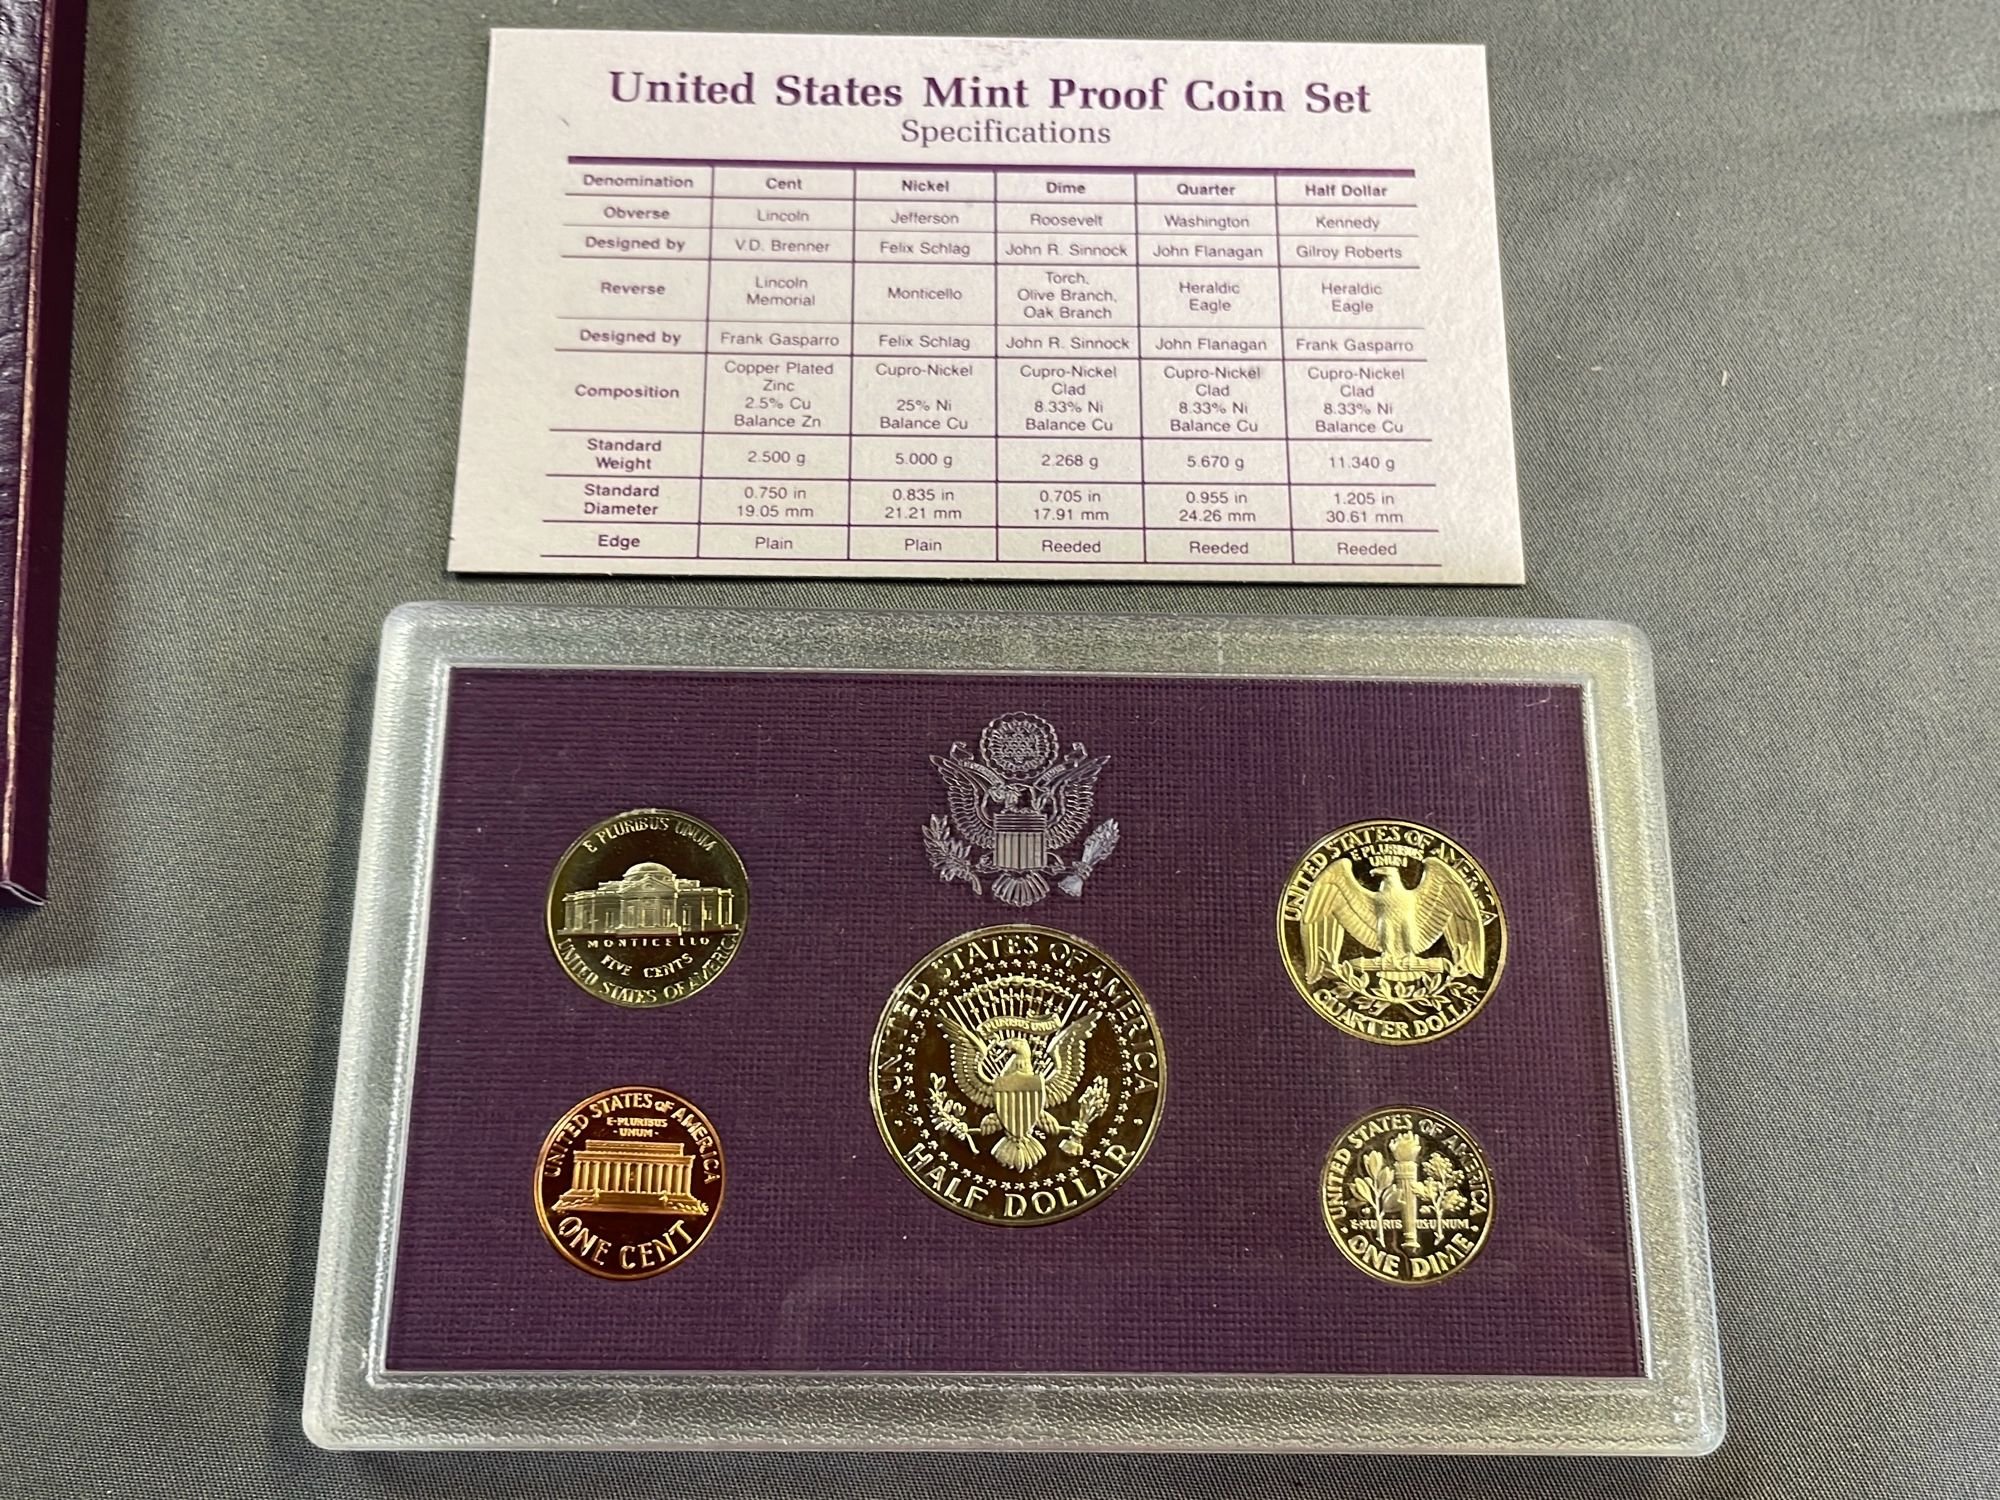 United States Mint Proof Coin Set
Specifications
Denomination Cent Nickel Dime Quarter Half Dollar
Obverse Lincoln Jefferson Roosevelt Washington Kennedy
Designed by V.D. Brenner Felix Schlag John R. Sinnock John Flanagan Gilroy Roberts
Reverse Lincoln Memorial Monticello Torch, Olive Branch, Oak Branch Heraldic Eagle Heraldic Eagle
Designed by Frank Gasparro Felix Schlag John R. Sinnock John Flanagan Frank Gasparro
Composition Copper Plated Zinc 2.5% Cu Balance Zn Cupro-Nickel 25% Ni Balance Cu Cupro-Nickel Clad 8.33% Ni Balance Cu Cupro-Nickel Clad 8.33% Ni Balance Cu Cupro-Nickel Clad 8.33% Ni Balance Cu
Standard Weight 2.500 g 5.000 g 2.268 g 5.670 g 11.340 g
Standard Diameter 0.750 in 19.05 mm 0.835 in 21.21 mm 0.705 in 17.91 mm 0.955 in 24.26 mm 1.205 in 30.61 mm
Edge Plain Plain Reeded Reeded Reeded
E PLURIBUS UNUM
MONTICELLO
FIVE CENTS
UNITED STATES OF AMERICA
UNITED STATES OF AMERICA
E PLURIBUS
UNUM
QUARTER DOLLAR
UNITED STATES OF AMERICA
E PLURIBUS UNUM
HALF DOLLAR
UNITED STATES OF AMERICA
E·PLURIBUS
·UNUM·
ONE CENT
UNITED STATES OF AMERICA
E·PLURIBUS UNUM
ONE DIME